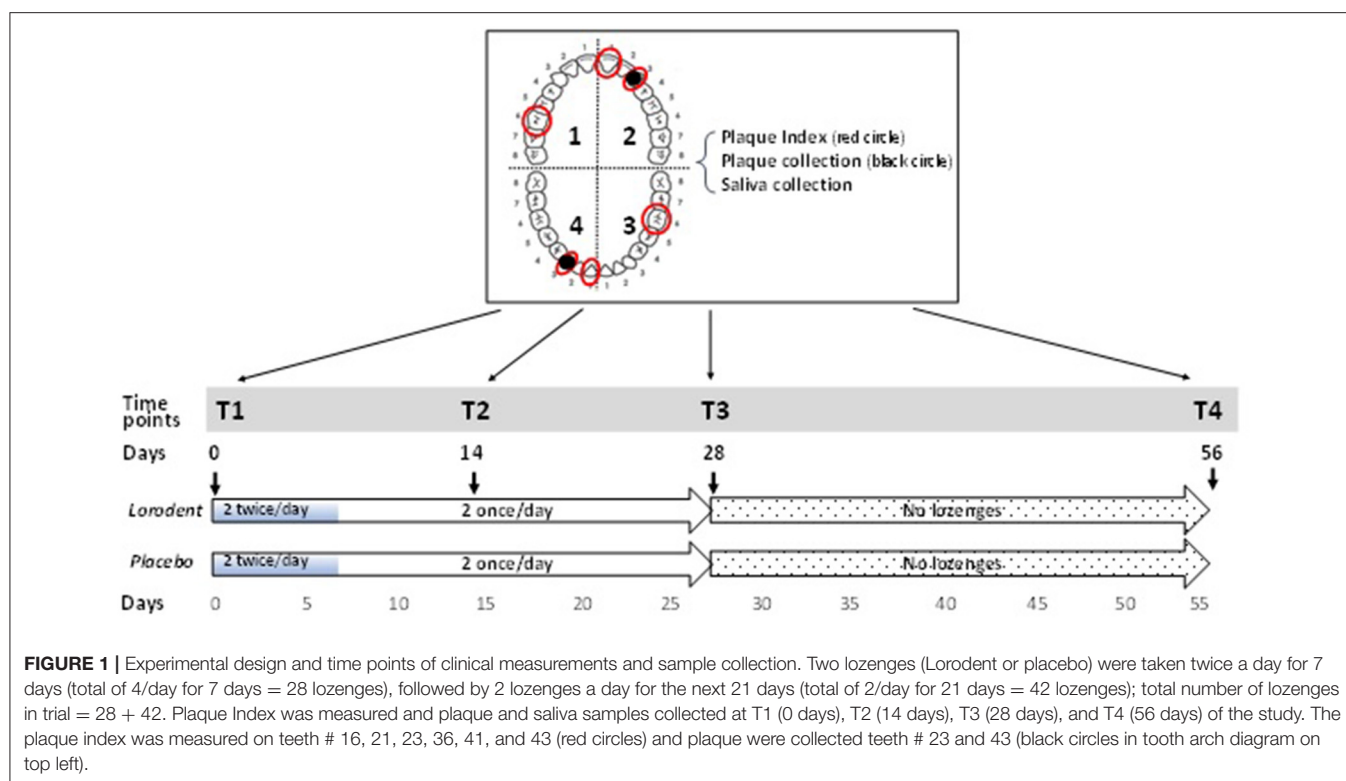 1 2 3 4
Plaque Index (red circle)
Plaque collection (black circle)
Saliva collection
Time points T1 T2 T3 T4
Days 0 14 28 56
Lorodent 2 twice/day 2 once/day No lozenges
Placebo 2 twice/day 2 once/day No lozenges
Days 0 5 10 15 20 25 30 35 40 45 50 55
FIGURE 1 | Experimental design and time points of clinical measurements and sample collection. Two lozenges (Lorodent or placebo) were taken twice a day for 7
days (total of 4/day for 7 days = 28 lozenges), followed by 2 lozenges a day for the next 21 days (total of 2/day for 21 days = 42 lozenges); total number of lozenges
in trial = 28 + 42. Plaque Index was measured and plaque and saliva samples collected at T1 (0 days), T2 (14 days), T3 (28 days), and T4 (56 days) of the study. The
plaque index was measured on teeth # 16, 21, 23, 36, 41, and 43 (red circles) and plaque were collected teeth # 23 and 43 (black circles in tooth arch diagram on
top left).